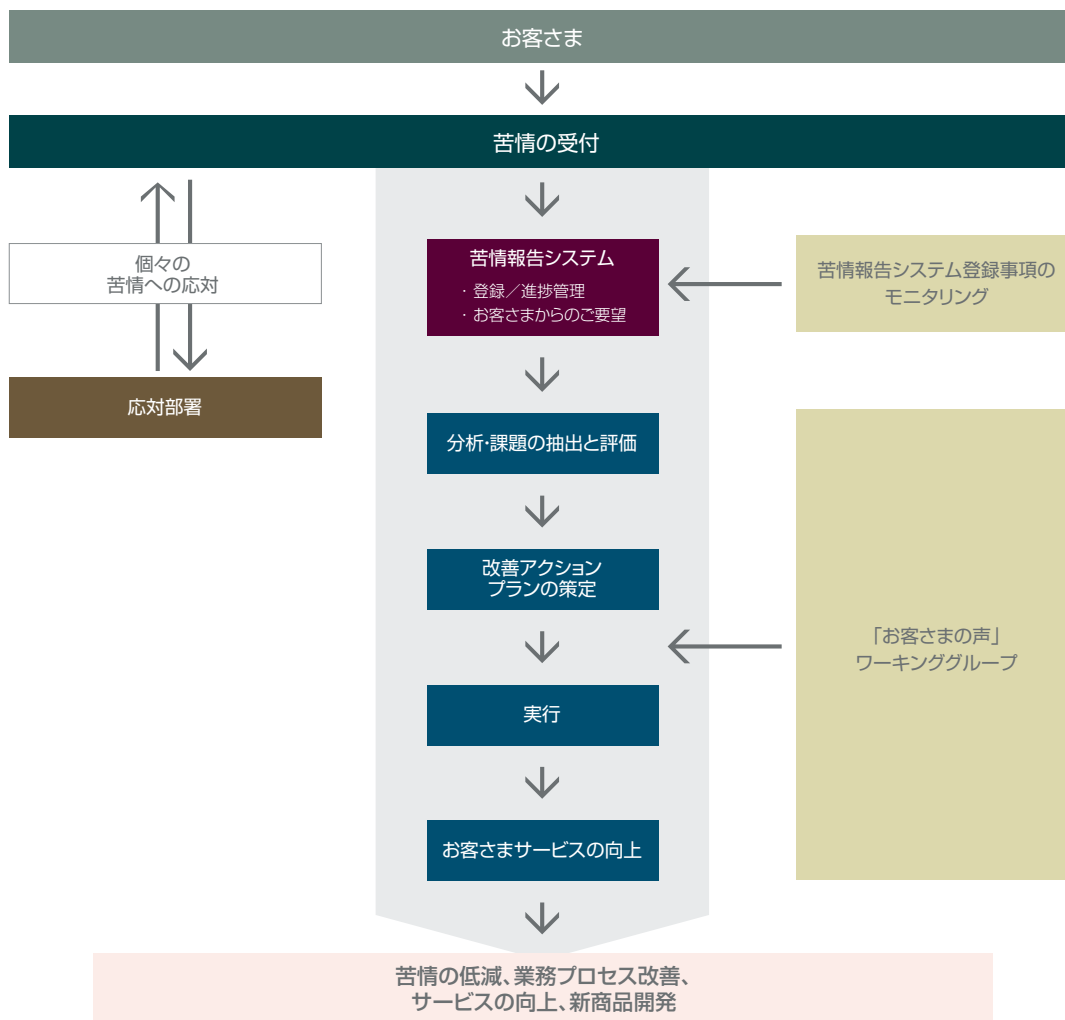 お客さま
苦情の受付
個々の
苦情への応対
応対部署
苦情報告システム
・登録／進捗管理
・お客さまからのご要望
苦情報告システム登録事項の
モニタリング
分析・課題の抽出と評価
改善アクション
プランの策定
「お客さまの声」
ワーキンググループ
実行
お客さまサービスの向上
苦情の低減、業務プロセス改善、
サービスの向上、新商品開発